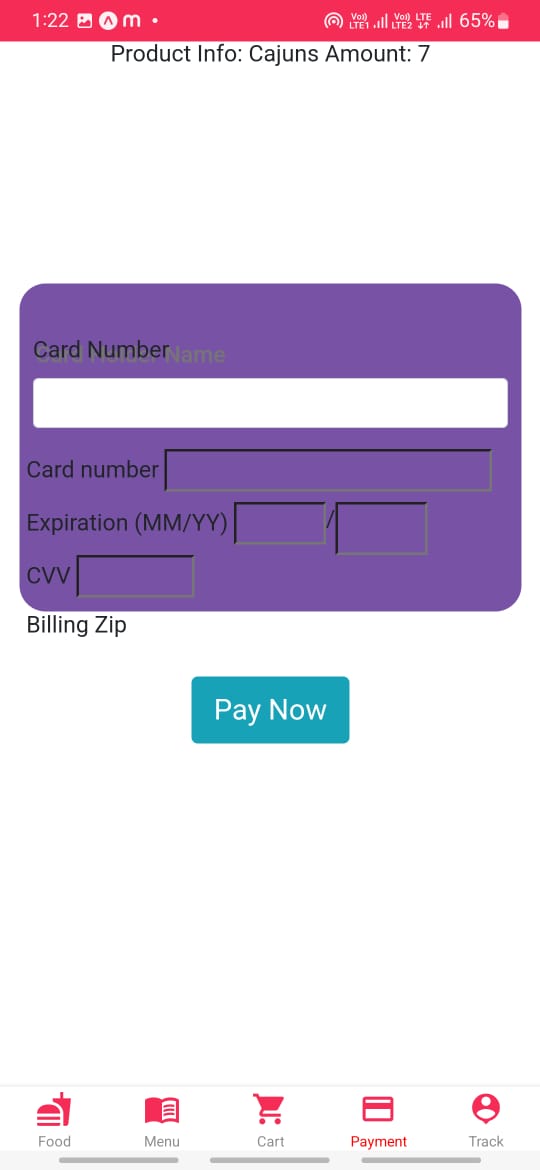 1:22 m 65%
Vo)) LTE1 Vo)) LTE2 LTE
Product Info: Cajuns Amount: 7
Card Number
Card Holder Name
Card number
Expiration (MM/YY) /
CVV
Billing Zip
Pay Now
Food Menu Cart Payment Track